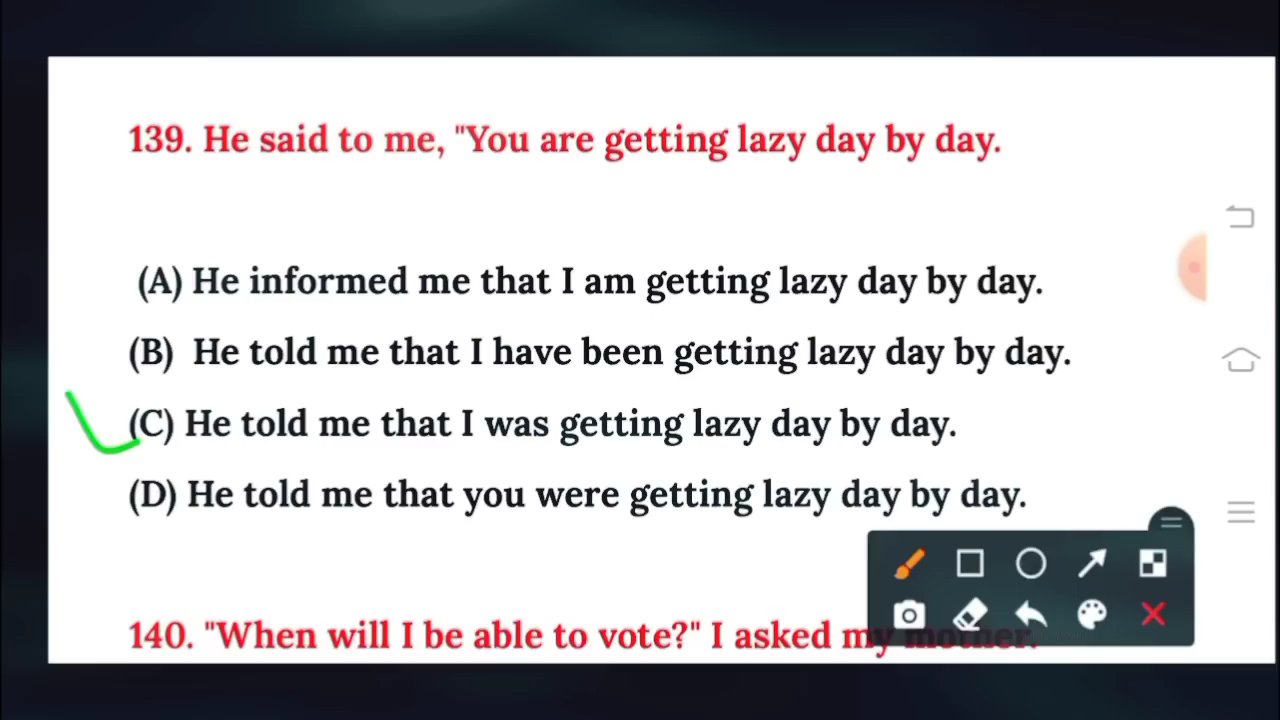 139. He said to me, "You are getting lazy day by day.
(A) He informed me that I am getting lazy day by day.
(B) He told me that I have been getting lazy day by day.
(C) He told me that I was getting lazy day by day.
(D) He told me that you were getting lazy day by day.
140. "When will I be able to vote?" I asked my mother.